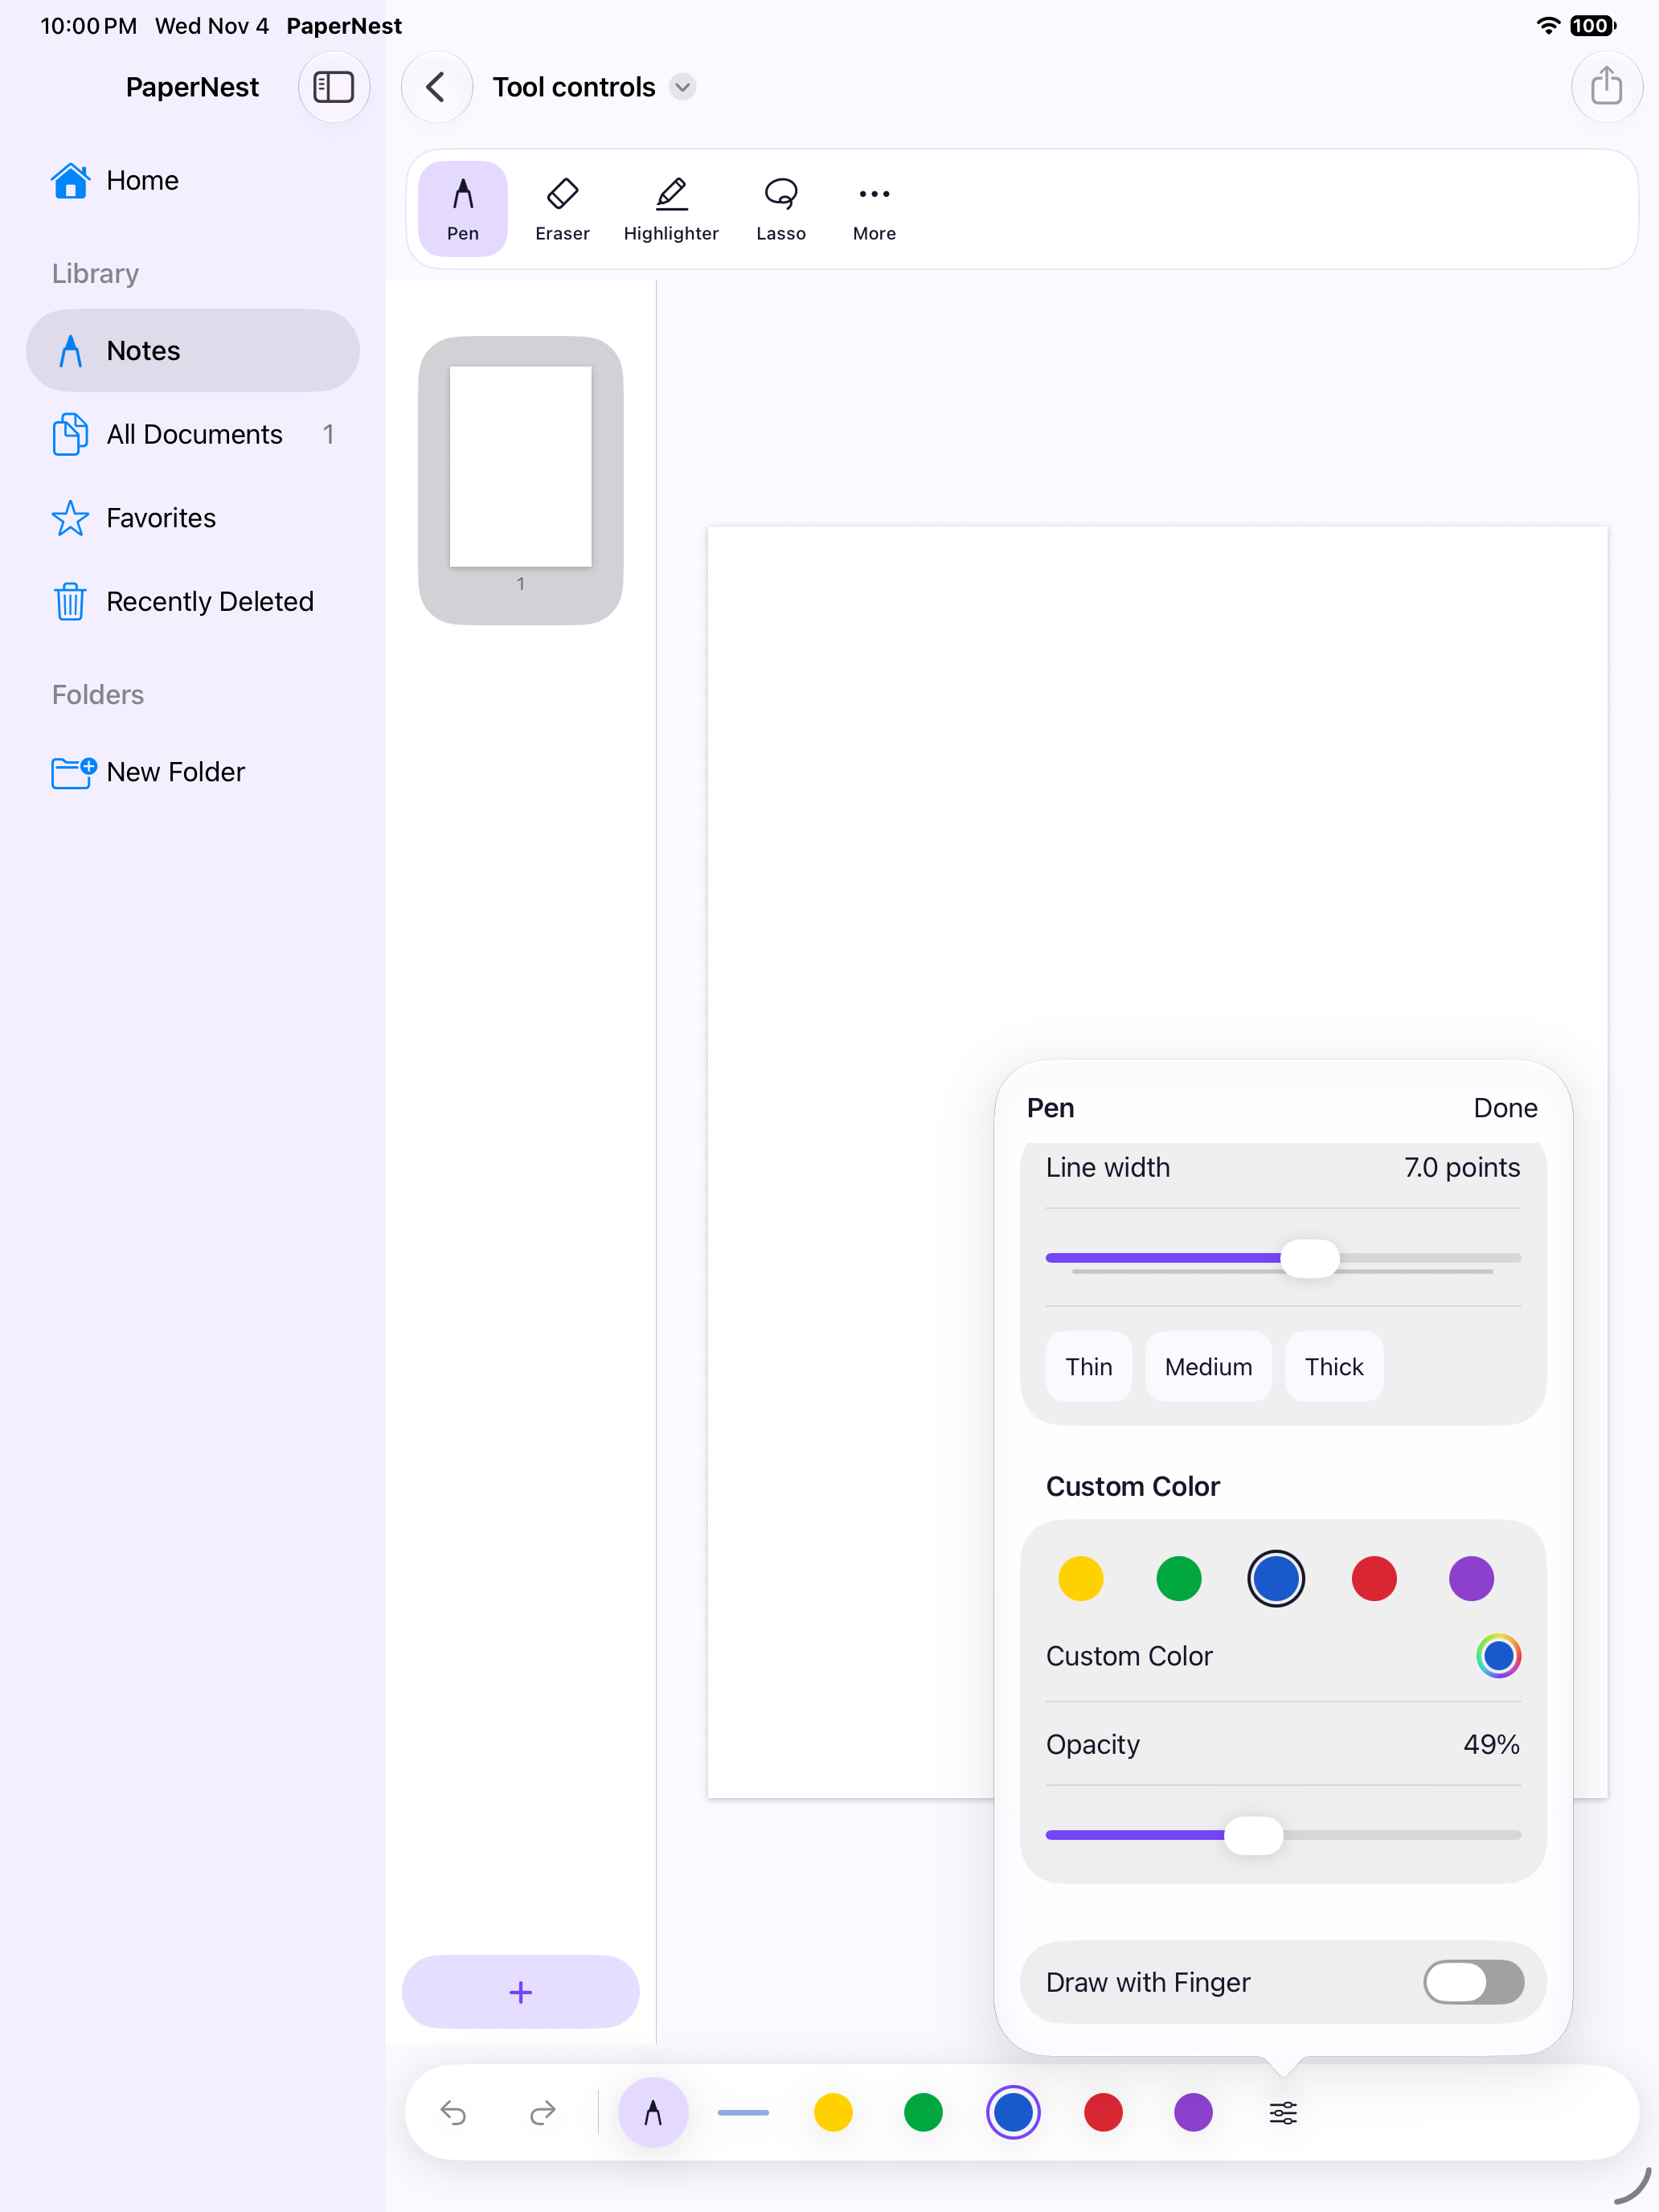 10:00 PM Wed Nov 4 PaperNest
100
PaperNest
Tool controls
Home
Library
Notes
All Documents 1
Favorites
Recently Deleted
Folders
New Folder
Pen
Eraser
Highlighter
Lasso
More
1
Pen
Done
Line width 7.0 points
Thin
Medium
Thick
Custom Color
Custom Color
Opacity 49%
Draw with Finger